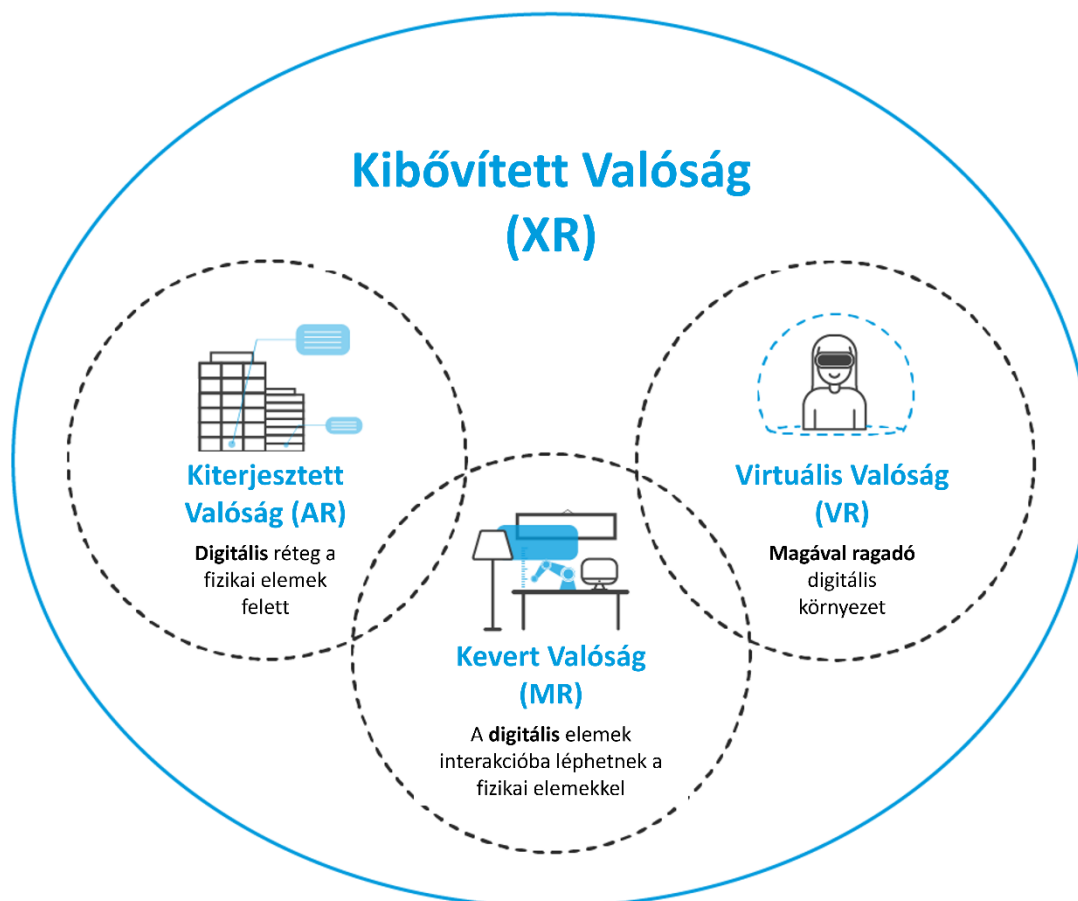 Kibővített Valóság
(XR)
Kiterjesztett
Valóság (AR)
Digitális réteg a
fizikai elemek
felett
Virtuális Valóság
(VR)
Magával ragadó
digitális
környezet
Kevert Valóság
(MR)
A digitális elemek
interakcióba léphetnek a
fizikai elemekkel